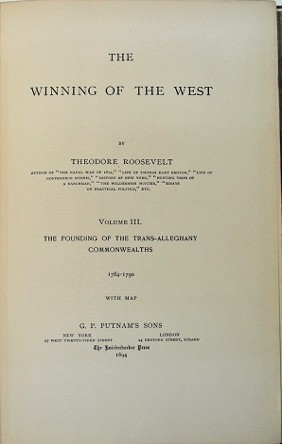 THE
WINNING OF THE WEST
BY
THEODORE ROOSEVELT
AUTHOR OF "THE NAVAL WAR OF 1812," "LIFE OF THOMAS HART BENTON," "LIFE OF
GOUVERNEUR MORRIS," "HISTORY OF NEW YORK," "HUNTING TRIPS OF
A RANCHMAN," "THE WILDERNESS HUNTER," "ESSAYS
ON PRACTICAL POLITICS," ETC.
VOLUME III.
THE FOUNDING OF THE TRANS-ALLEGHANY
COMMONWEALTHS
1784-1790
WITH MAP
G. P. PUTNAM'S SONS
NEW YORK LONDON
27 WEST TWENTY-THIRD STREET 24 BEDFORD STREET, STRAND
The Knickerbocker Press
1894